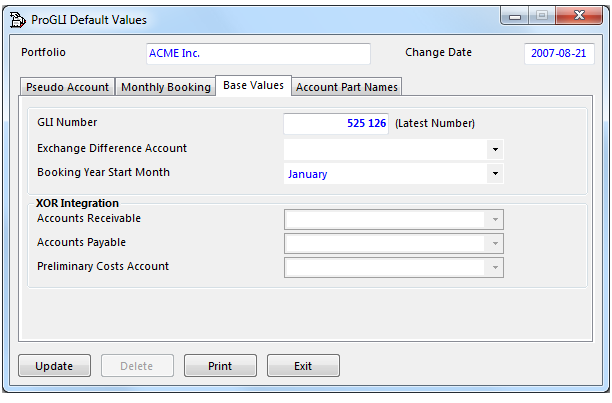 ProGLI Default Values
Portfolio ACME Inc. Change Date 2007-08-21
Pseudo Account Monthly Booking Base Values Account Part Names
GLI Number 525 126 (Latest Number)
Exchange Difference Account
Booking Year Start Month January
XOR Integration
Accounts Receivable
Accounts Payable
Preliminary Costs Account
Update Delete Print Exit